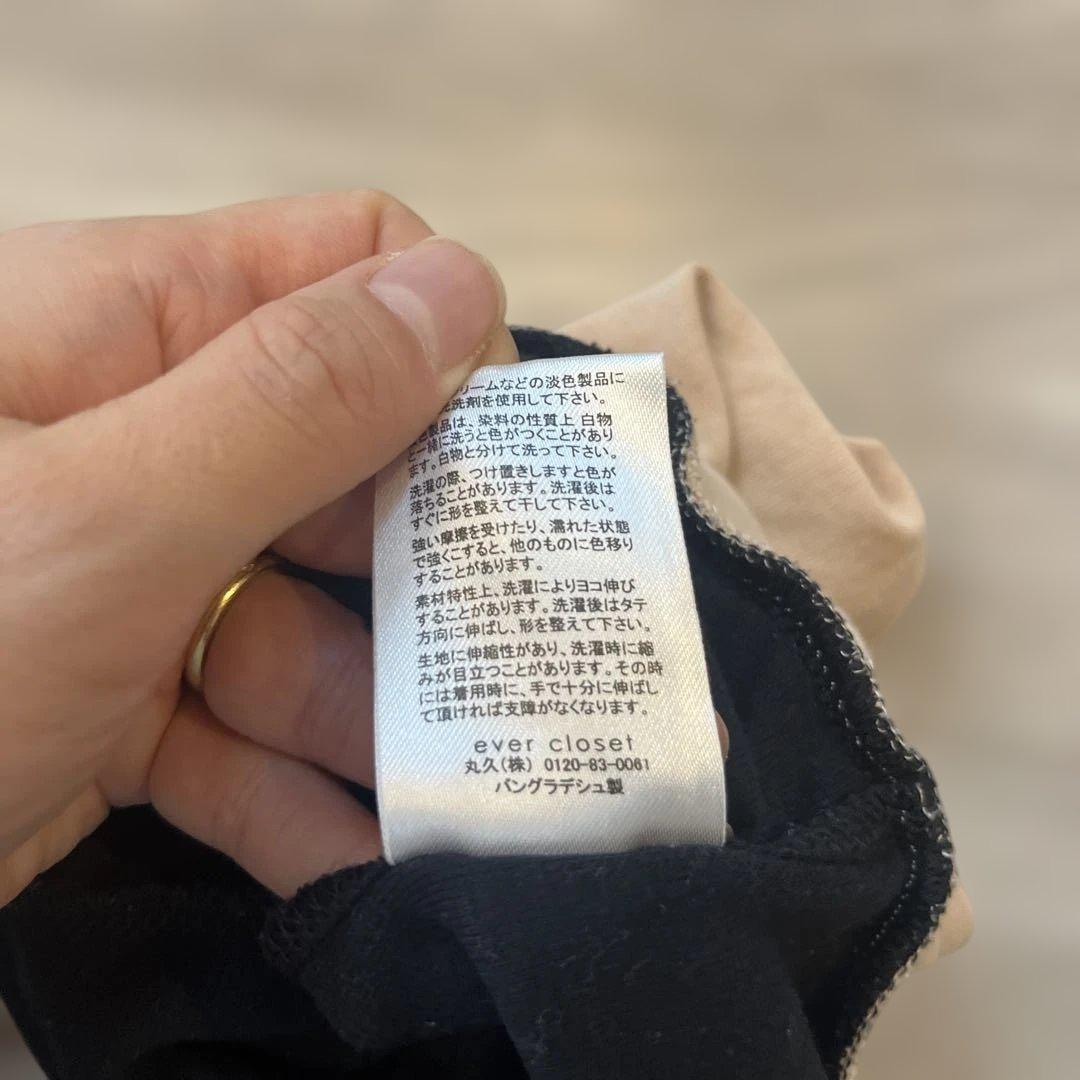 リームなどの淡色製品に
洗剤を使用して下さい。
製品は、染料の性質上 白物
と一緒に洗うと色がつくことがあり
ます。白物と分けて洗って下さい。
洗濯の際、つけ置きしますと色が
落ちることがあります。洗濯後は
すぐに形を整えて干して下さい。
強い摩擦を受けたり、濡れた状態
で強くこすると、他のものに色移り
することがあります。
素材特性上、洗濯によりヨコ伸び
することがあります。洗濯後はタテ
方向に伸ばし、形を整えて下さい。
生地に伸縮性があり、洗濯時に縮
みが目立つことがあります。その時
には着用時に、手で十分に伸ばし
て頂ければ支障がなくなります。
ever closet
丸久(株) 0120-83-0061
バングラデシュ製